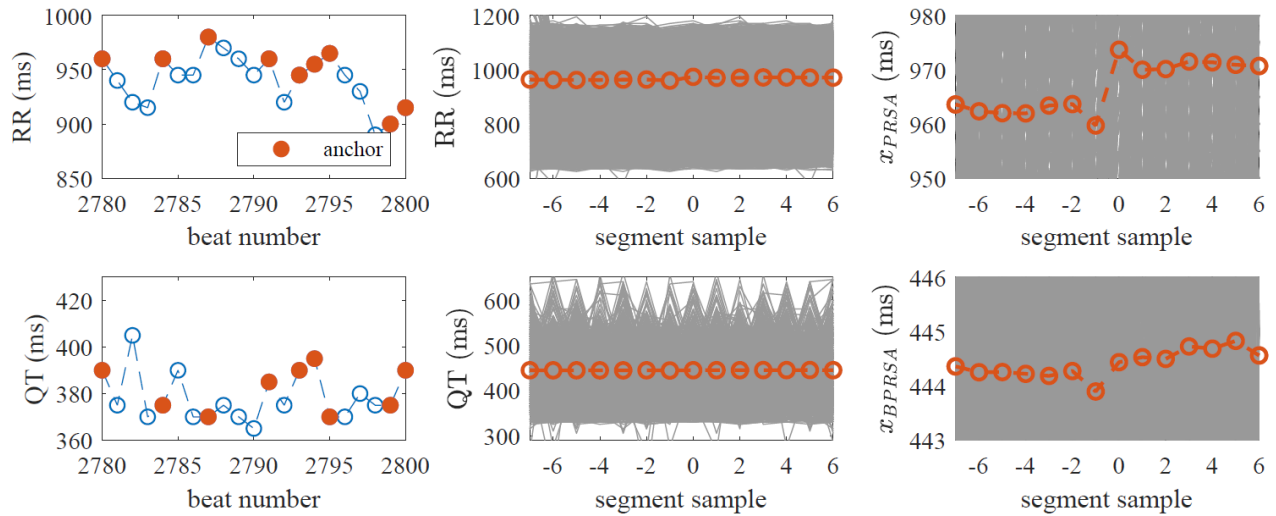 RR (ms)
1000
950
900
850
anchor
2780 2785 2790 2795 2800
beat number
RR (ms)
1200
1000
800
600
-6 -4 -2 0 2 4 6
segment sample
x_PRSA (ms)
980
970
960
950
-6 -4 -2 0 2 4 6
segment sample
QT (ms)
420
400
380
360
2780 2785 2790 2795 2800
beat number
QT (ms)
600
500
400
300
-6 -4 -2 0 2 4 6
segment sample
x_BPRSA (ms)
446
445
444
443
-6 -4 -2 0 2 4 6
segment sample